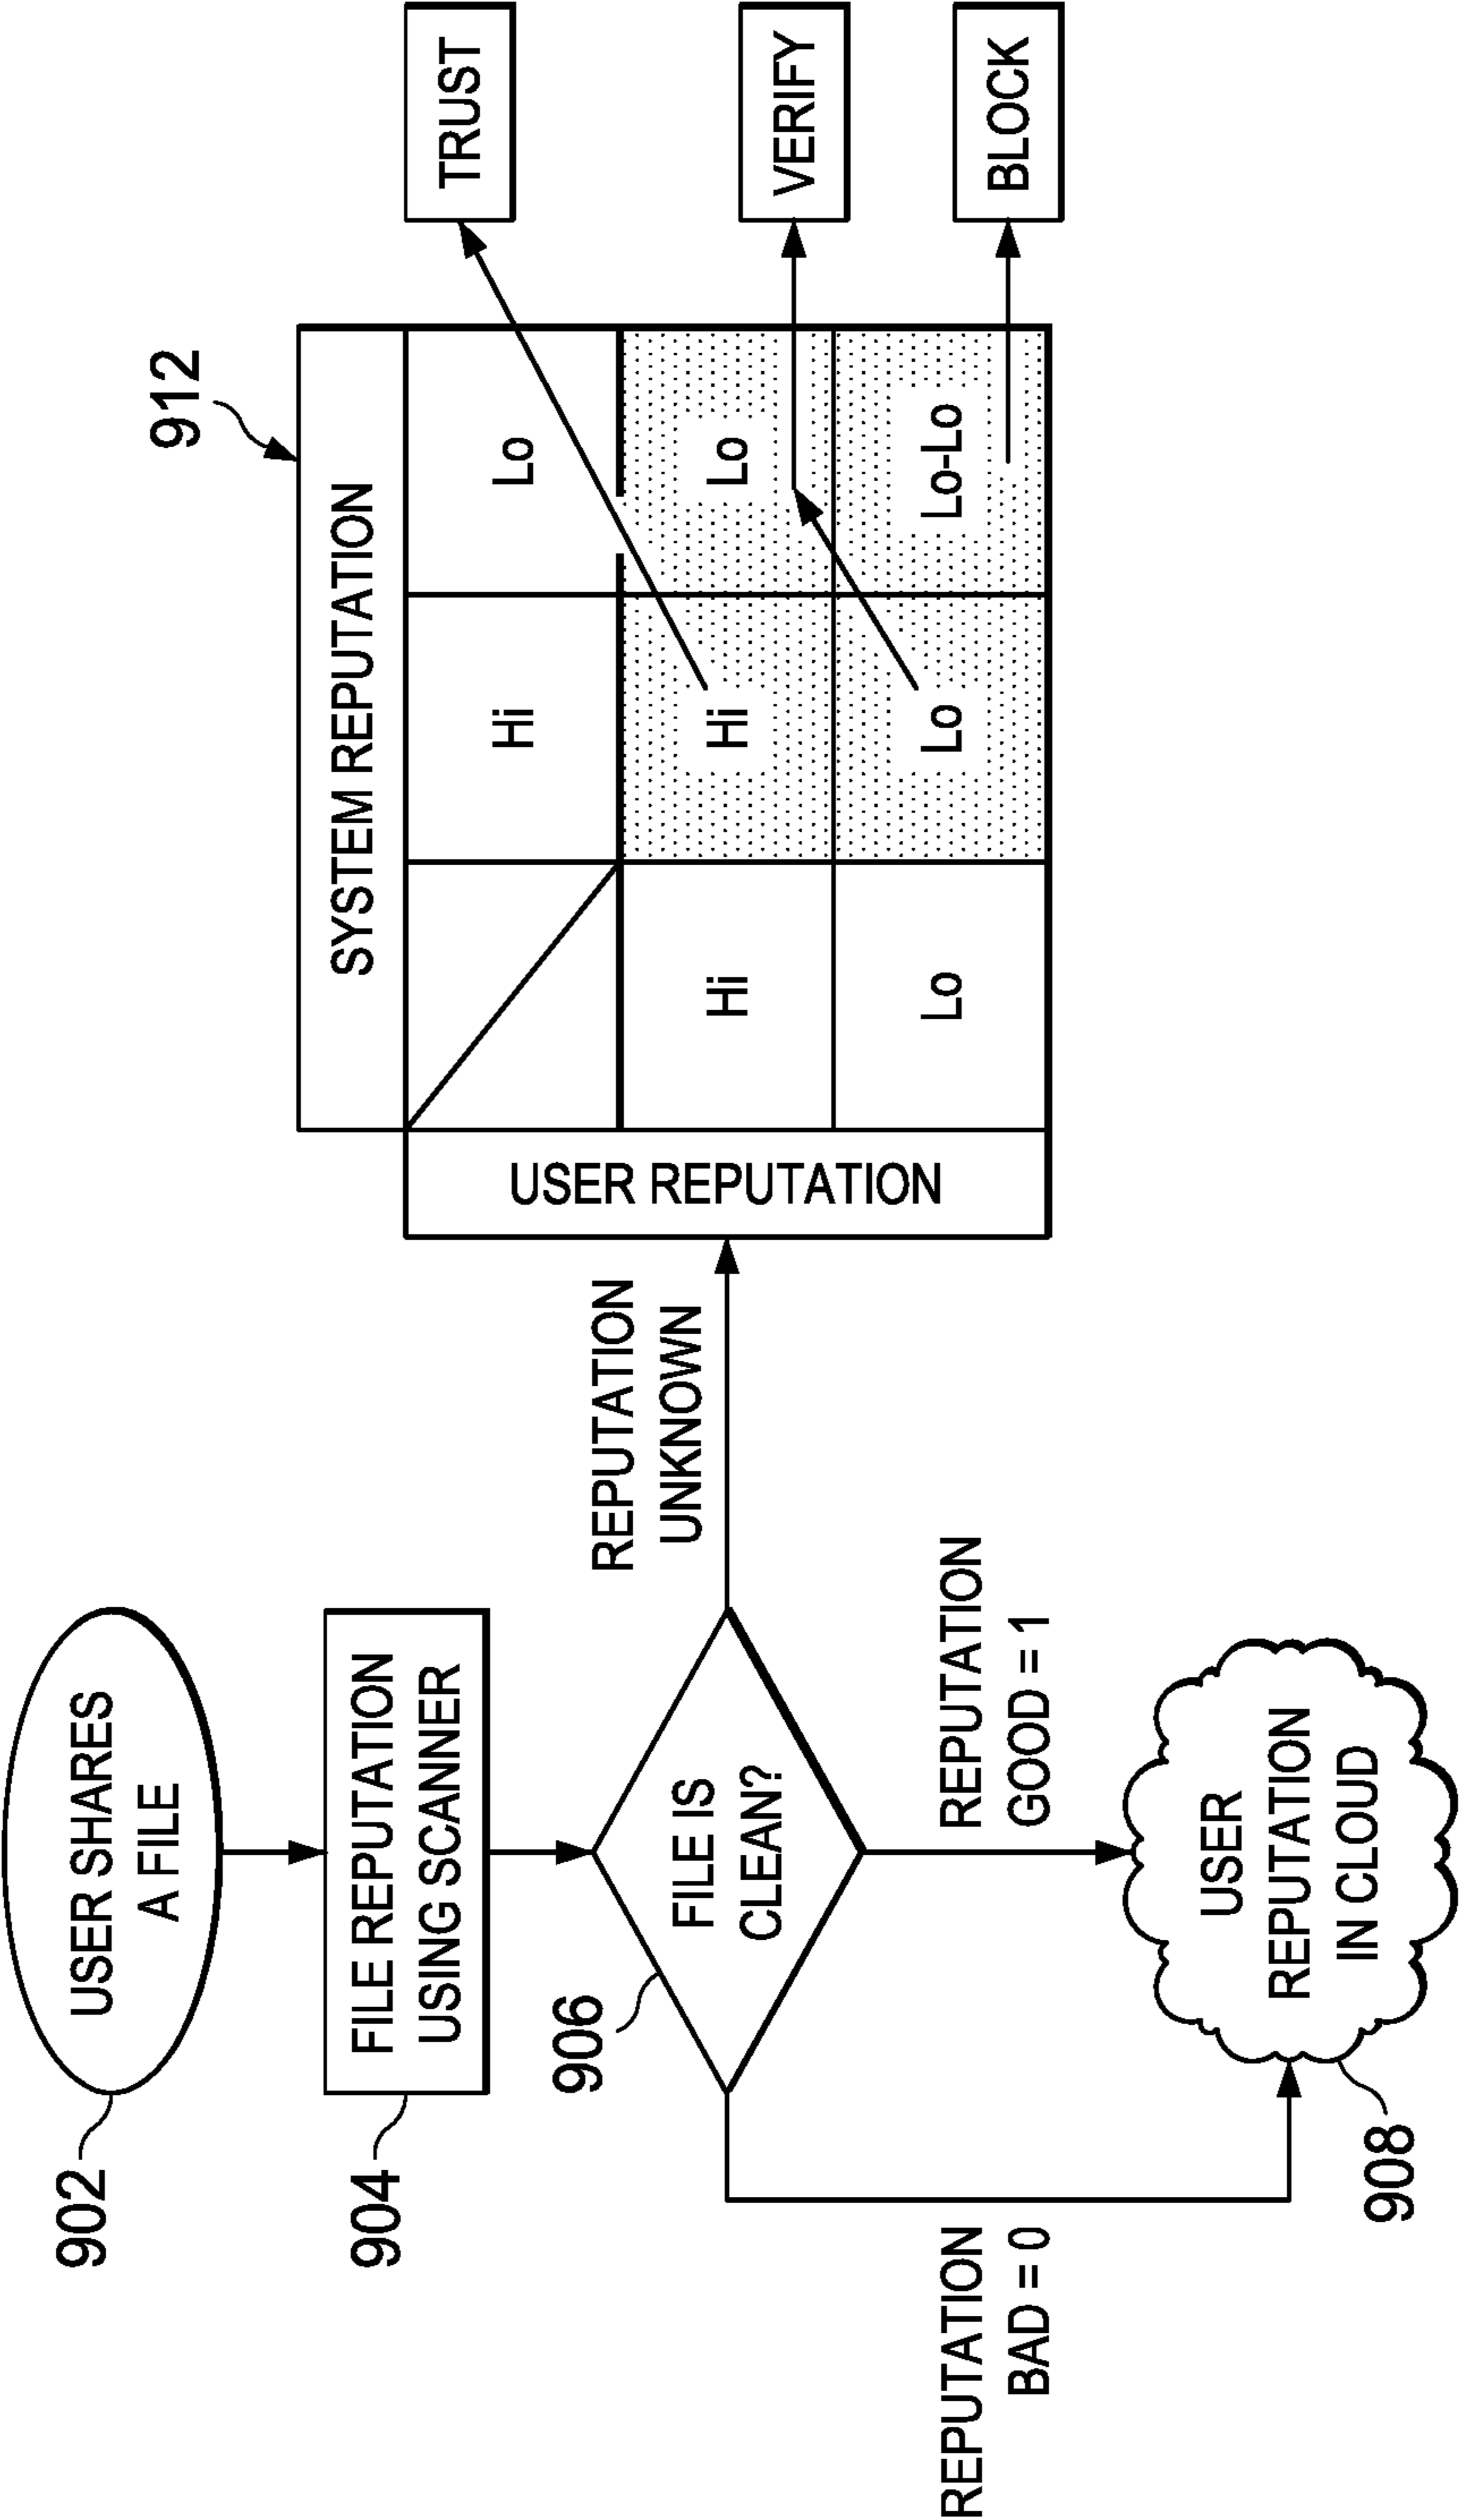 902
USER SHARES
A FILE
904
FILE REPUTATION
USING SCANNER
906
FILE IS
CLEAN?
REPUTATION
BAD = 0
REPUTATION
GOOD = 1
USER
REPUTATION
IN CLOUD
908
REPUTATION
UNKNOWN
912
SYSTEM REPUTATION
USER REPUTATION
Hi
Lo
Hi
Hi
Lo
Lo
Lo
Lo-Lo
TRUST
VERIFY
BLOCK